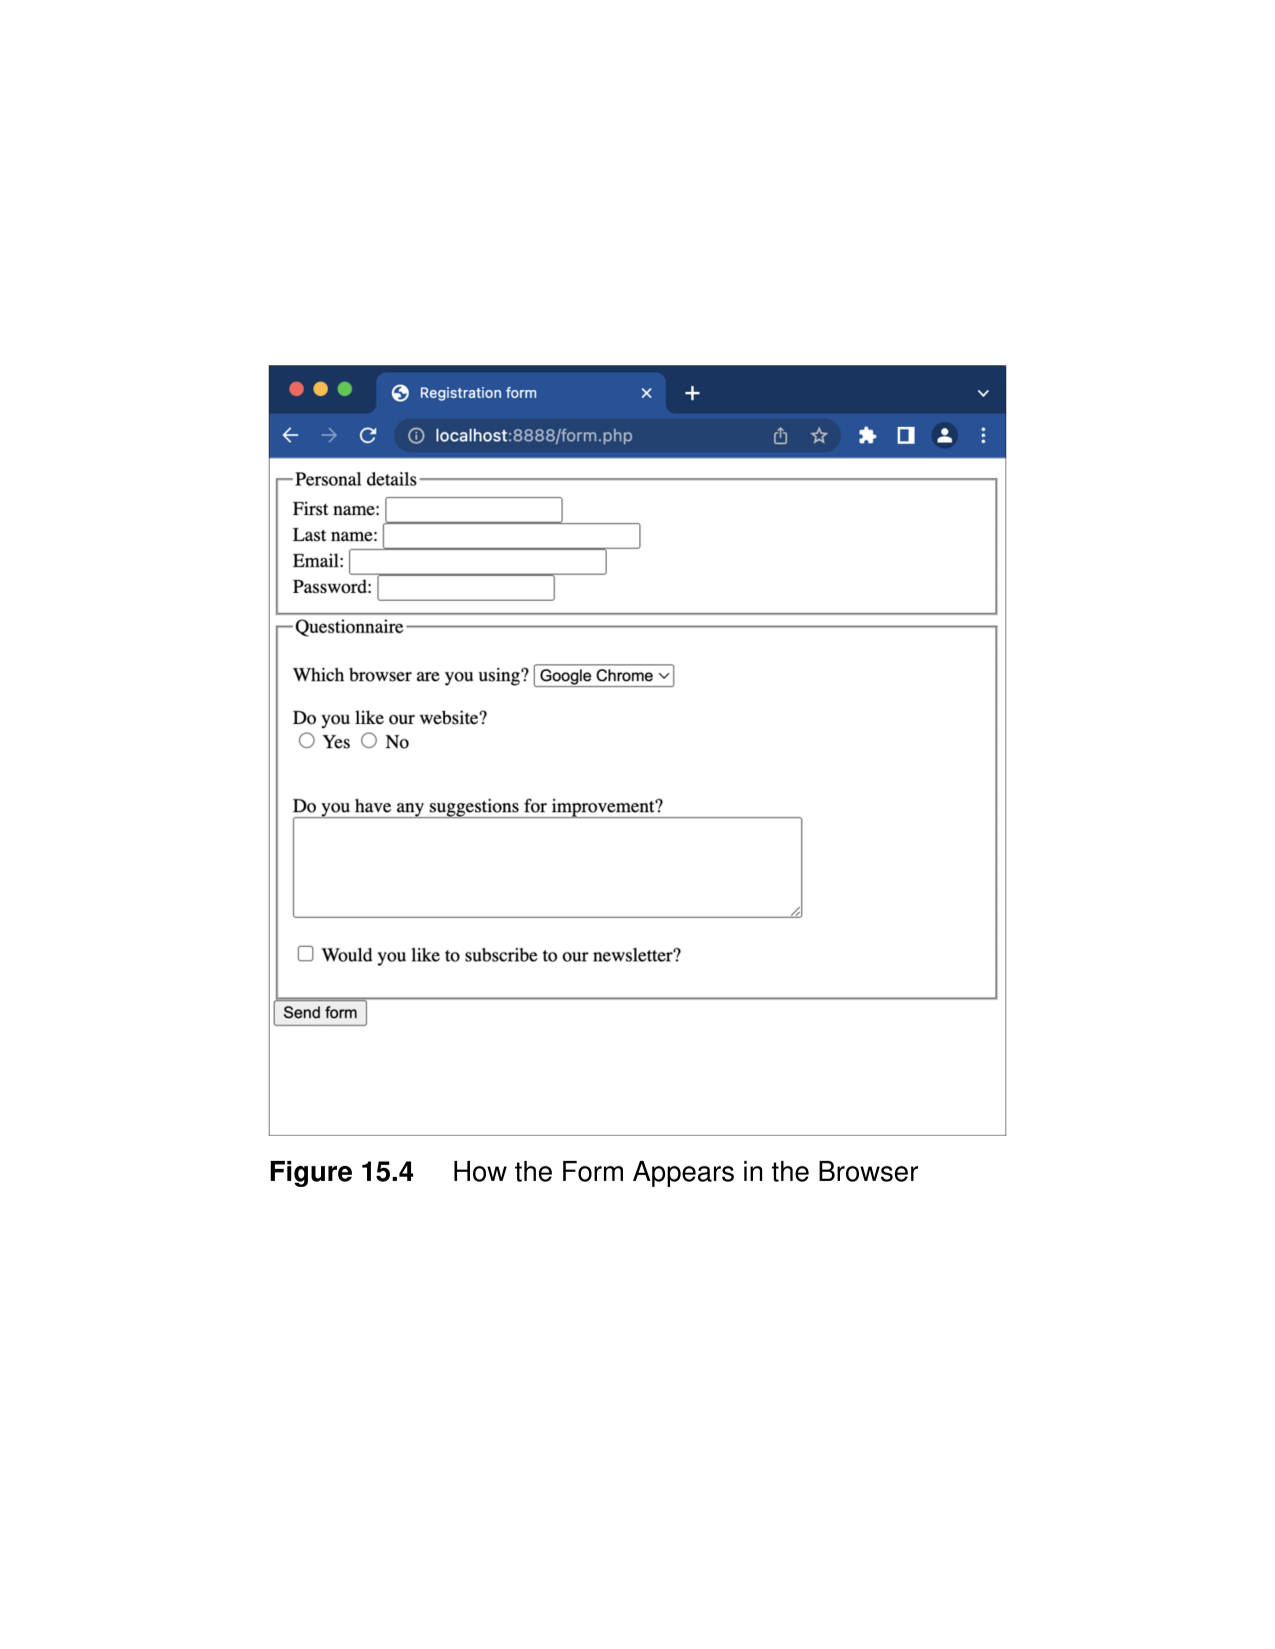 Registration form
localhost:8888/form.php
Personal details
First name:
Last name:
Email:
Password:
Questionnaire
Which browser are you using? Google Chrome
Do you like our website?
Yes No
Do you have any suggestions for improvement?
Would you like to subscribe to our newsletter?
Send form
Figure 15.4 How the Form Appears in the Browser